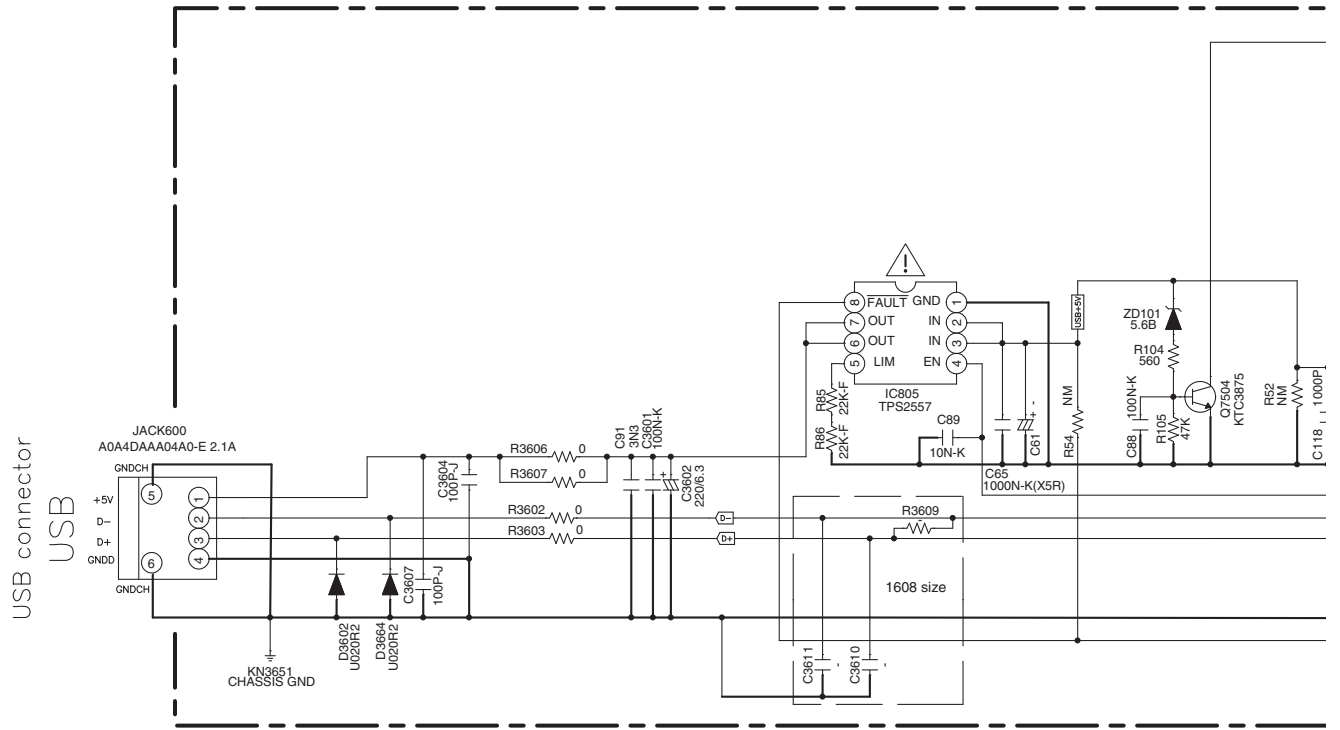 USB connector
USB
JACK600
A0A4DAAA04A0-E 2.1A
GNDCH
+5V
D-
D+
GNDD
GNDCH
5
6
1
2
3
4
KN3651
CHASSIS GND
D3602
U020R2
D3664
U020R2
C3607
100P-J
C3604
100P-J
R3606 0
R3607 0
R3602 0
R3603 0
C91
3N3
C3601
100N-K
+
C3602
220/6.3
D-
D+
8 FAULT GND 1
7 OUT IN 2
6 OUT IN 3
5 LIM EN 4
IC805
TPS2557
R85
22K-F
R86
22K-F
C89
10N-K
C65
1000N-K(X5R)
+ -
C61
R54
NM
USB+5V
ZD101
5.6B
R104
560
C88
100N-K
R105
47K
Q7504
KTC3875
R52
NM
C118
1000P
R3609
-
1608 size
C3611
-
C3610
-